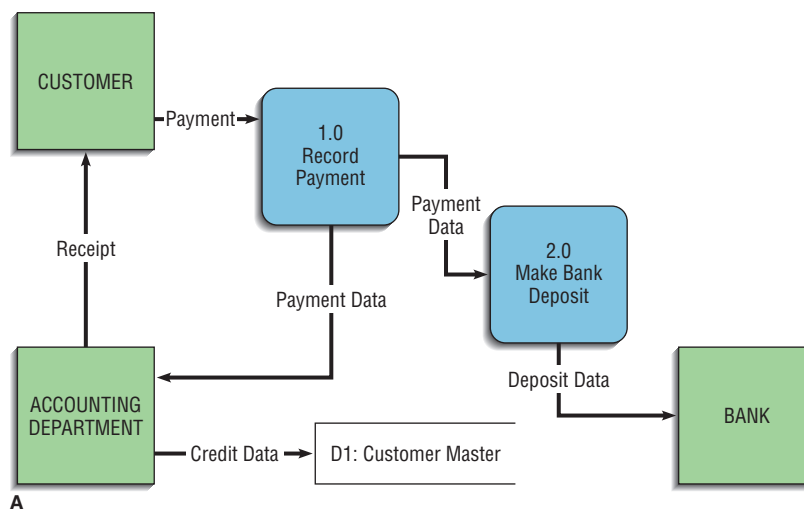 CUSTOMER
Payment
1.0
Record
Payment
Payment
Data
2.0
Make Bank
Deposit
Receipt
Payment Data
Deposit Data
ACCOUNTING
DEPARTMENT
Credit Data
D1: Customer Master
BANK
A